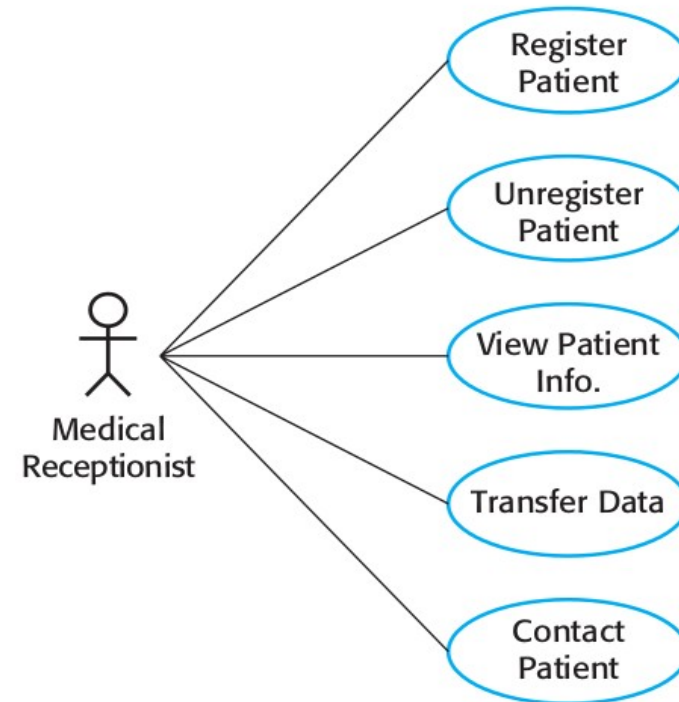 Register
Patient
Unregister
Patient
View Patient
Info.
Medical
Receptionist
Transfer Data
Contact
Patient